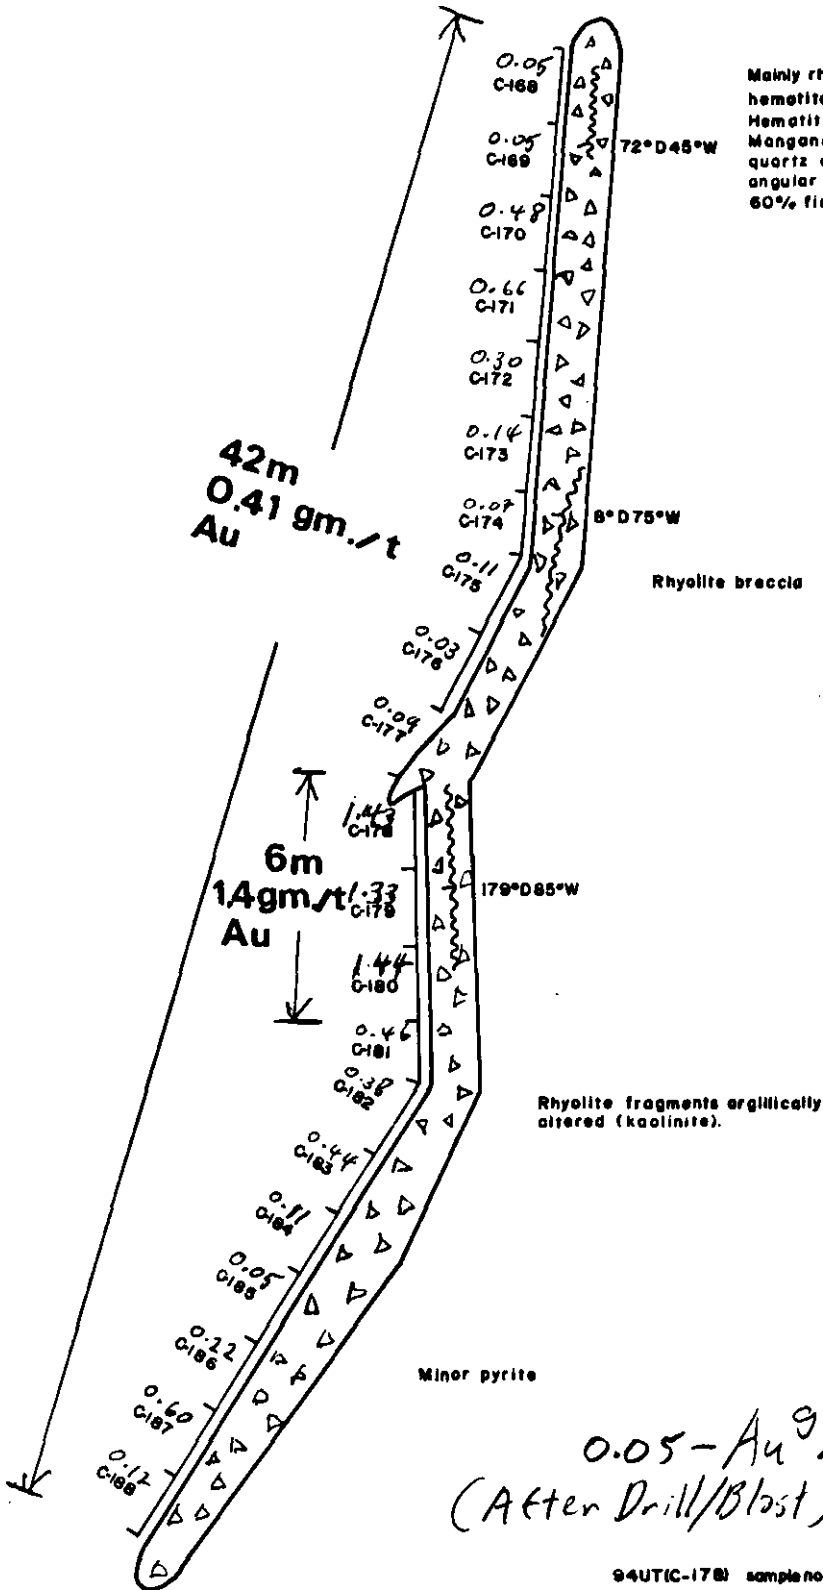 0.05
C-168
Mainly
hematite
Manganese
quartz
angular
60%
0.05
C-169
72°D45°W
0.48
C-170
0.66
C-171
0.30
C-172
0.14
C-173
42m
0.41 gm./t
Au
0.07
C-174
8°D75°W
0.11
C-175
Rhyolite breccia
0.03
C-176
0.09
C-177
1.43
C-178
6m
1.4gm./t
Au
1.33
C-179
179°D85°W
1.44
C-180
0.46
C-181
0.38
C-182
Rhyolite fragments argillically
altered (kaolinite).
0.44
C-183
C-184
0.05
C-185
0.22
C-186
Minor pyrite
0.60
C-187
0.12
C-188
0.05 - Au g
(After Drill/Blast)
94UT(C-178) sample no